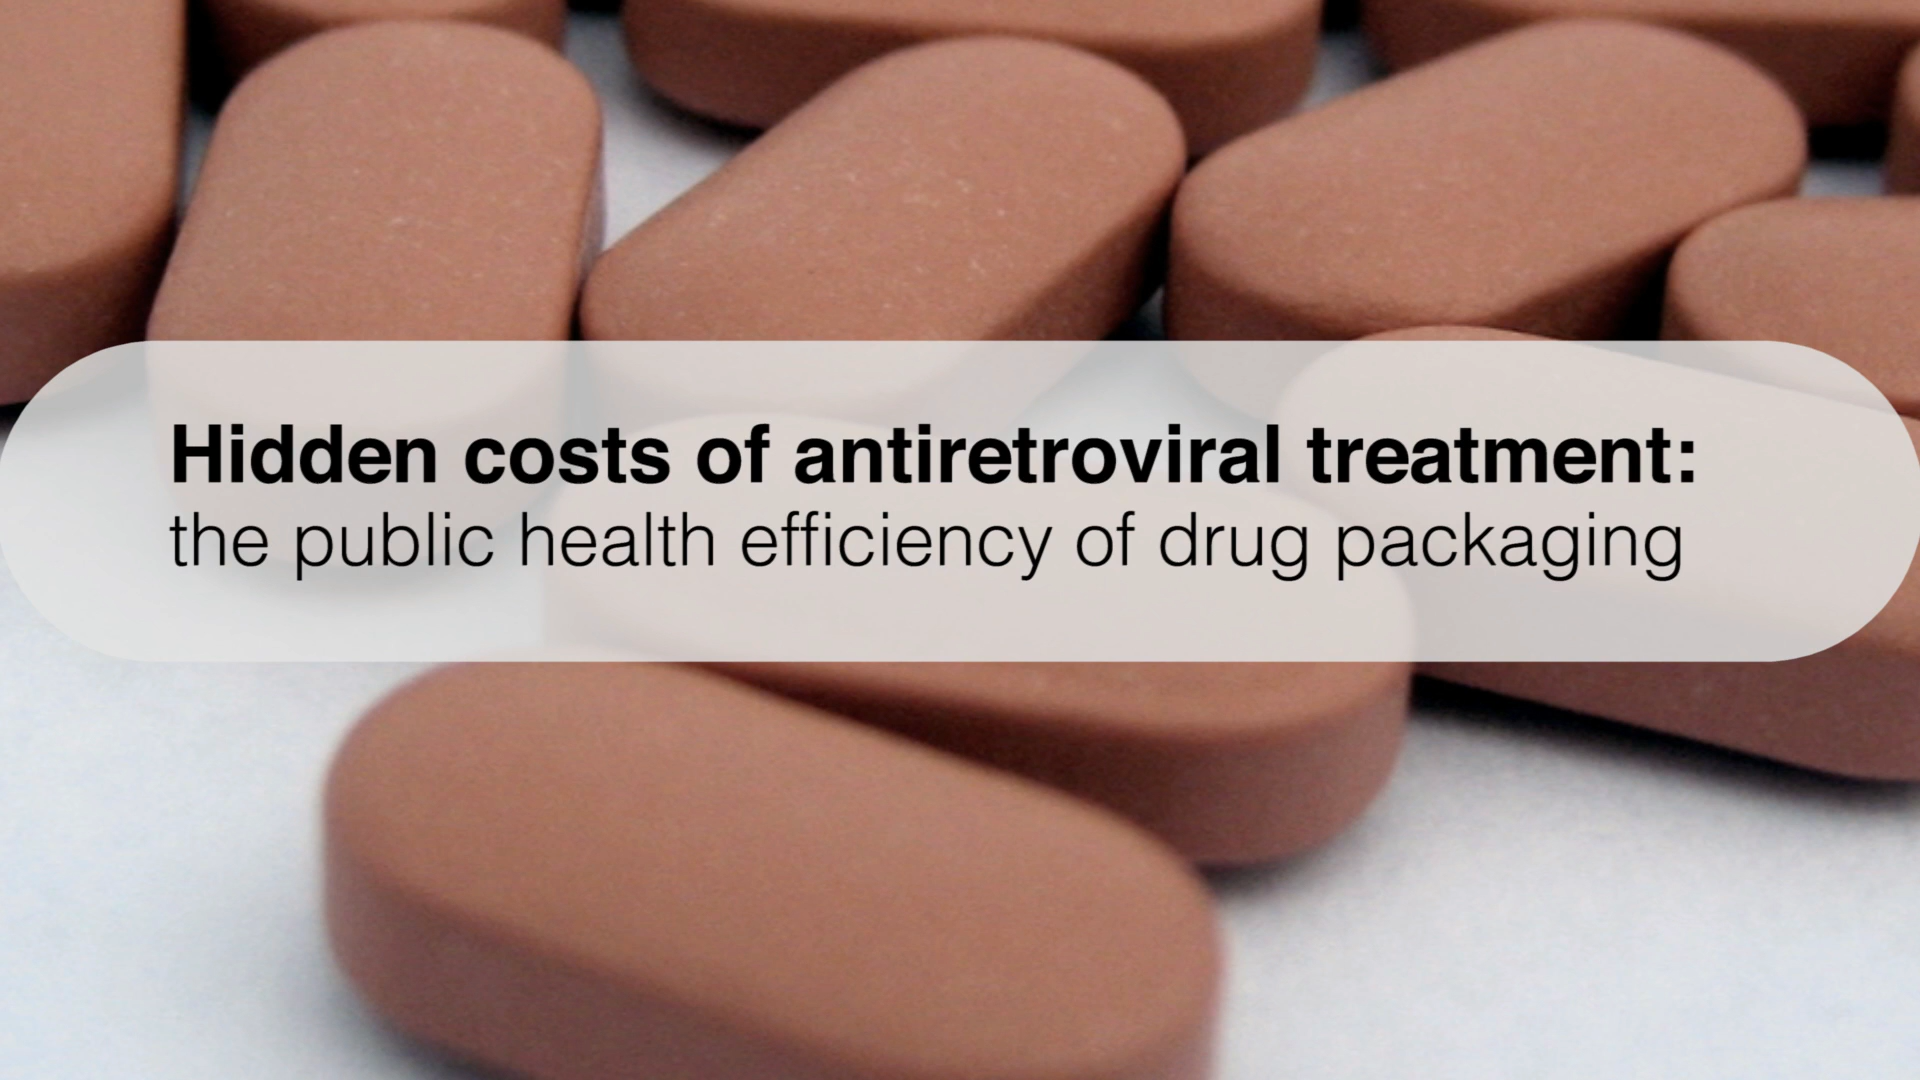 Hidden costs of antiretroviral treatment:
the public health efficiency of drug packaging